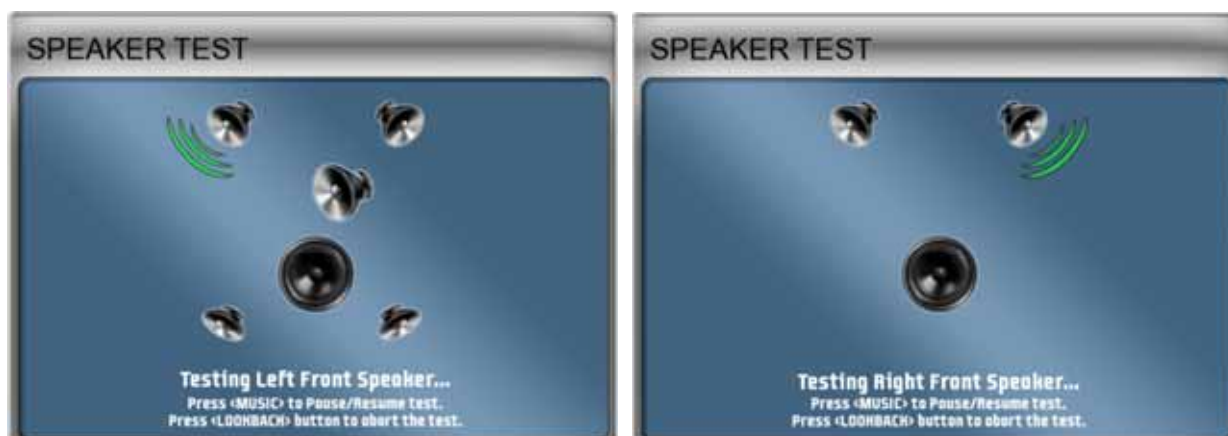 SPEAKER TEST
Testing Left Front Speaker...
Press <MUSIC> to Pause/Resume test.
Press <LOOKBACK> button to abort the test.
SPEAKER TEST
Testing Right Front Speaker...
Press <MUSIC> to Pause/Resume test.
Press <LOOKBACK> button to abort the test.